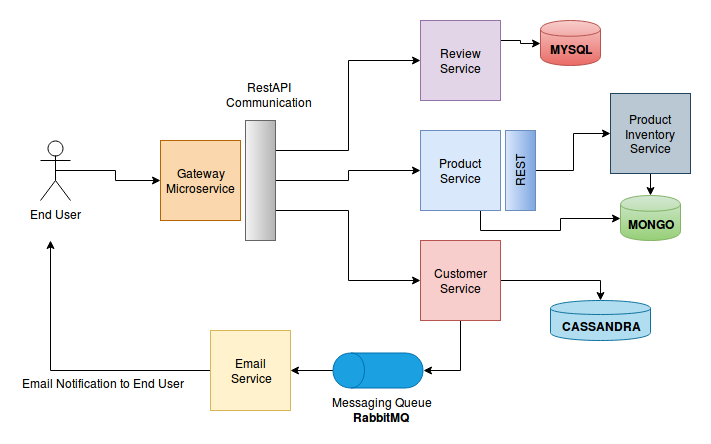 Review
Service
MYSQL
RestAPI
Communication
Product
Inventory
Service
Gateway
Microservice
Product
Service
REST
End User
MONGO
Customer
Service
CASSANDRA
Email
Service
Email Notification to End User
Messaging Queue
RabbitMQ